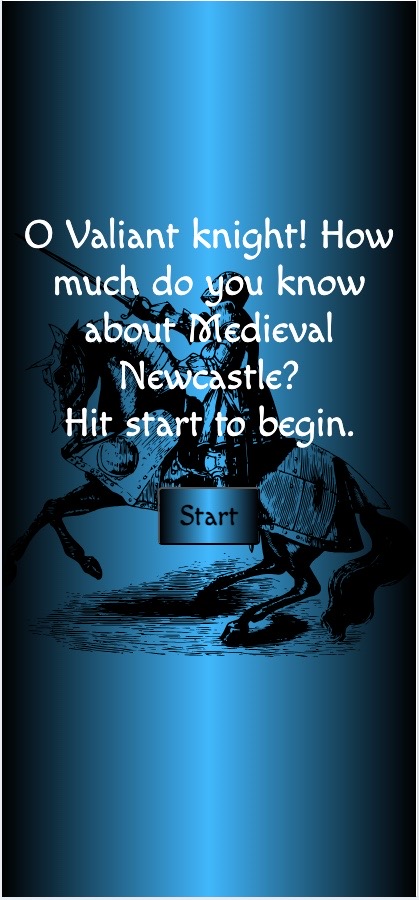 O Valiant knight! How
much do you know
about Medieval
Newcastle?
Hit start to begin.
Start